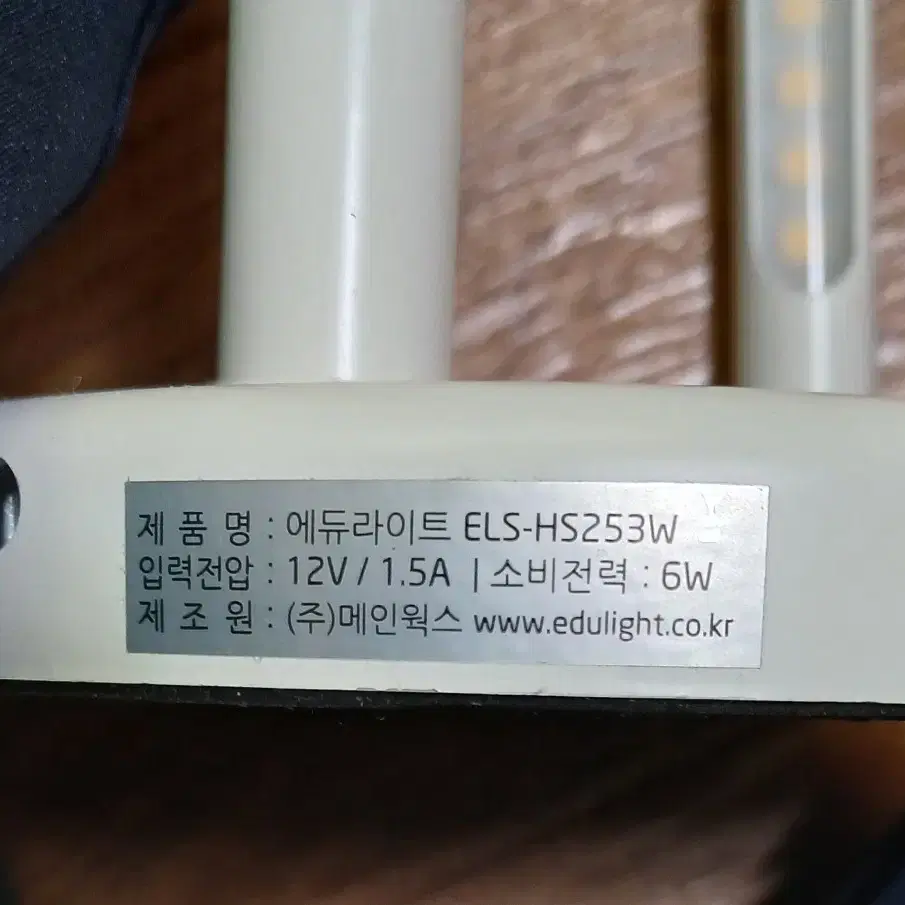 제 품 명 : 에듀라이트 ELS-HS253W
입력전압 : 12V / 1.5A | 소비전력 : 6W
제 조 원 : (주)메인웍스 www.edulight.co.kr